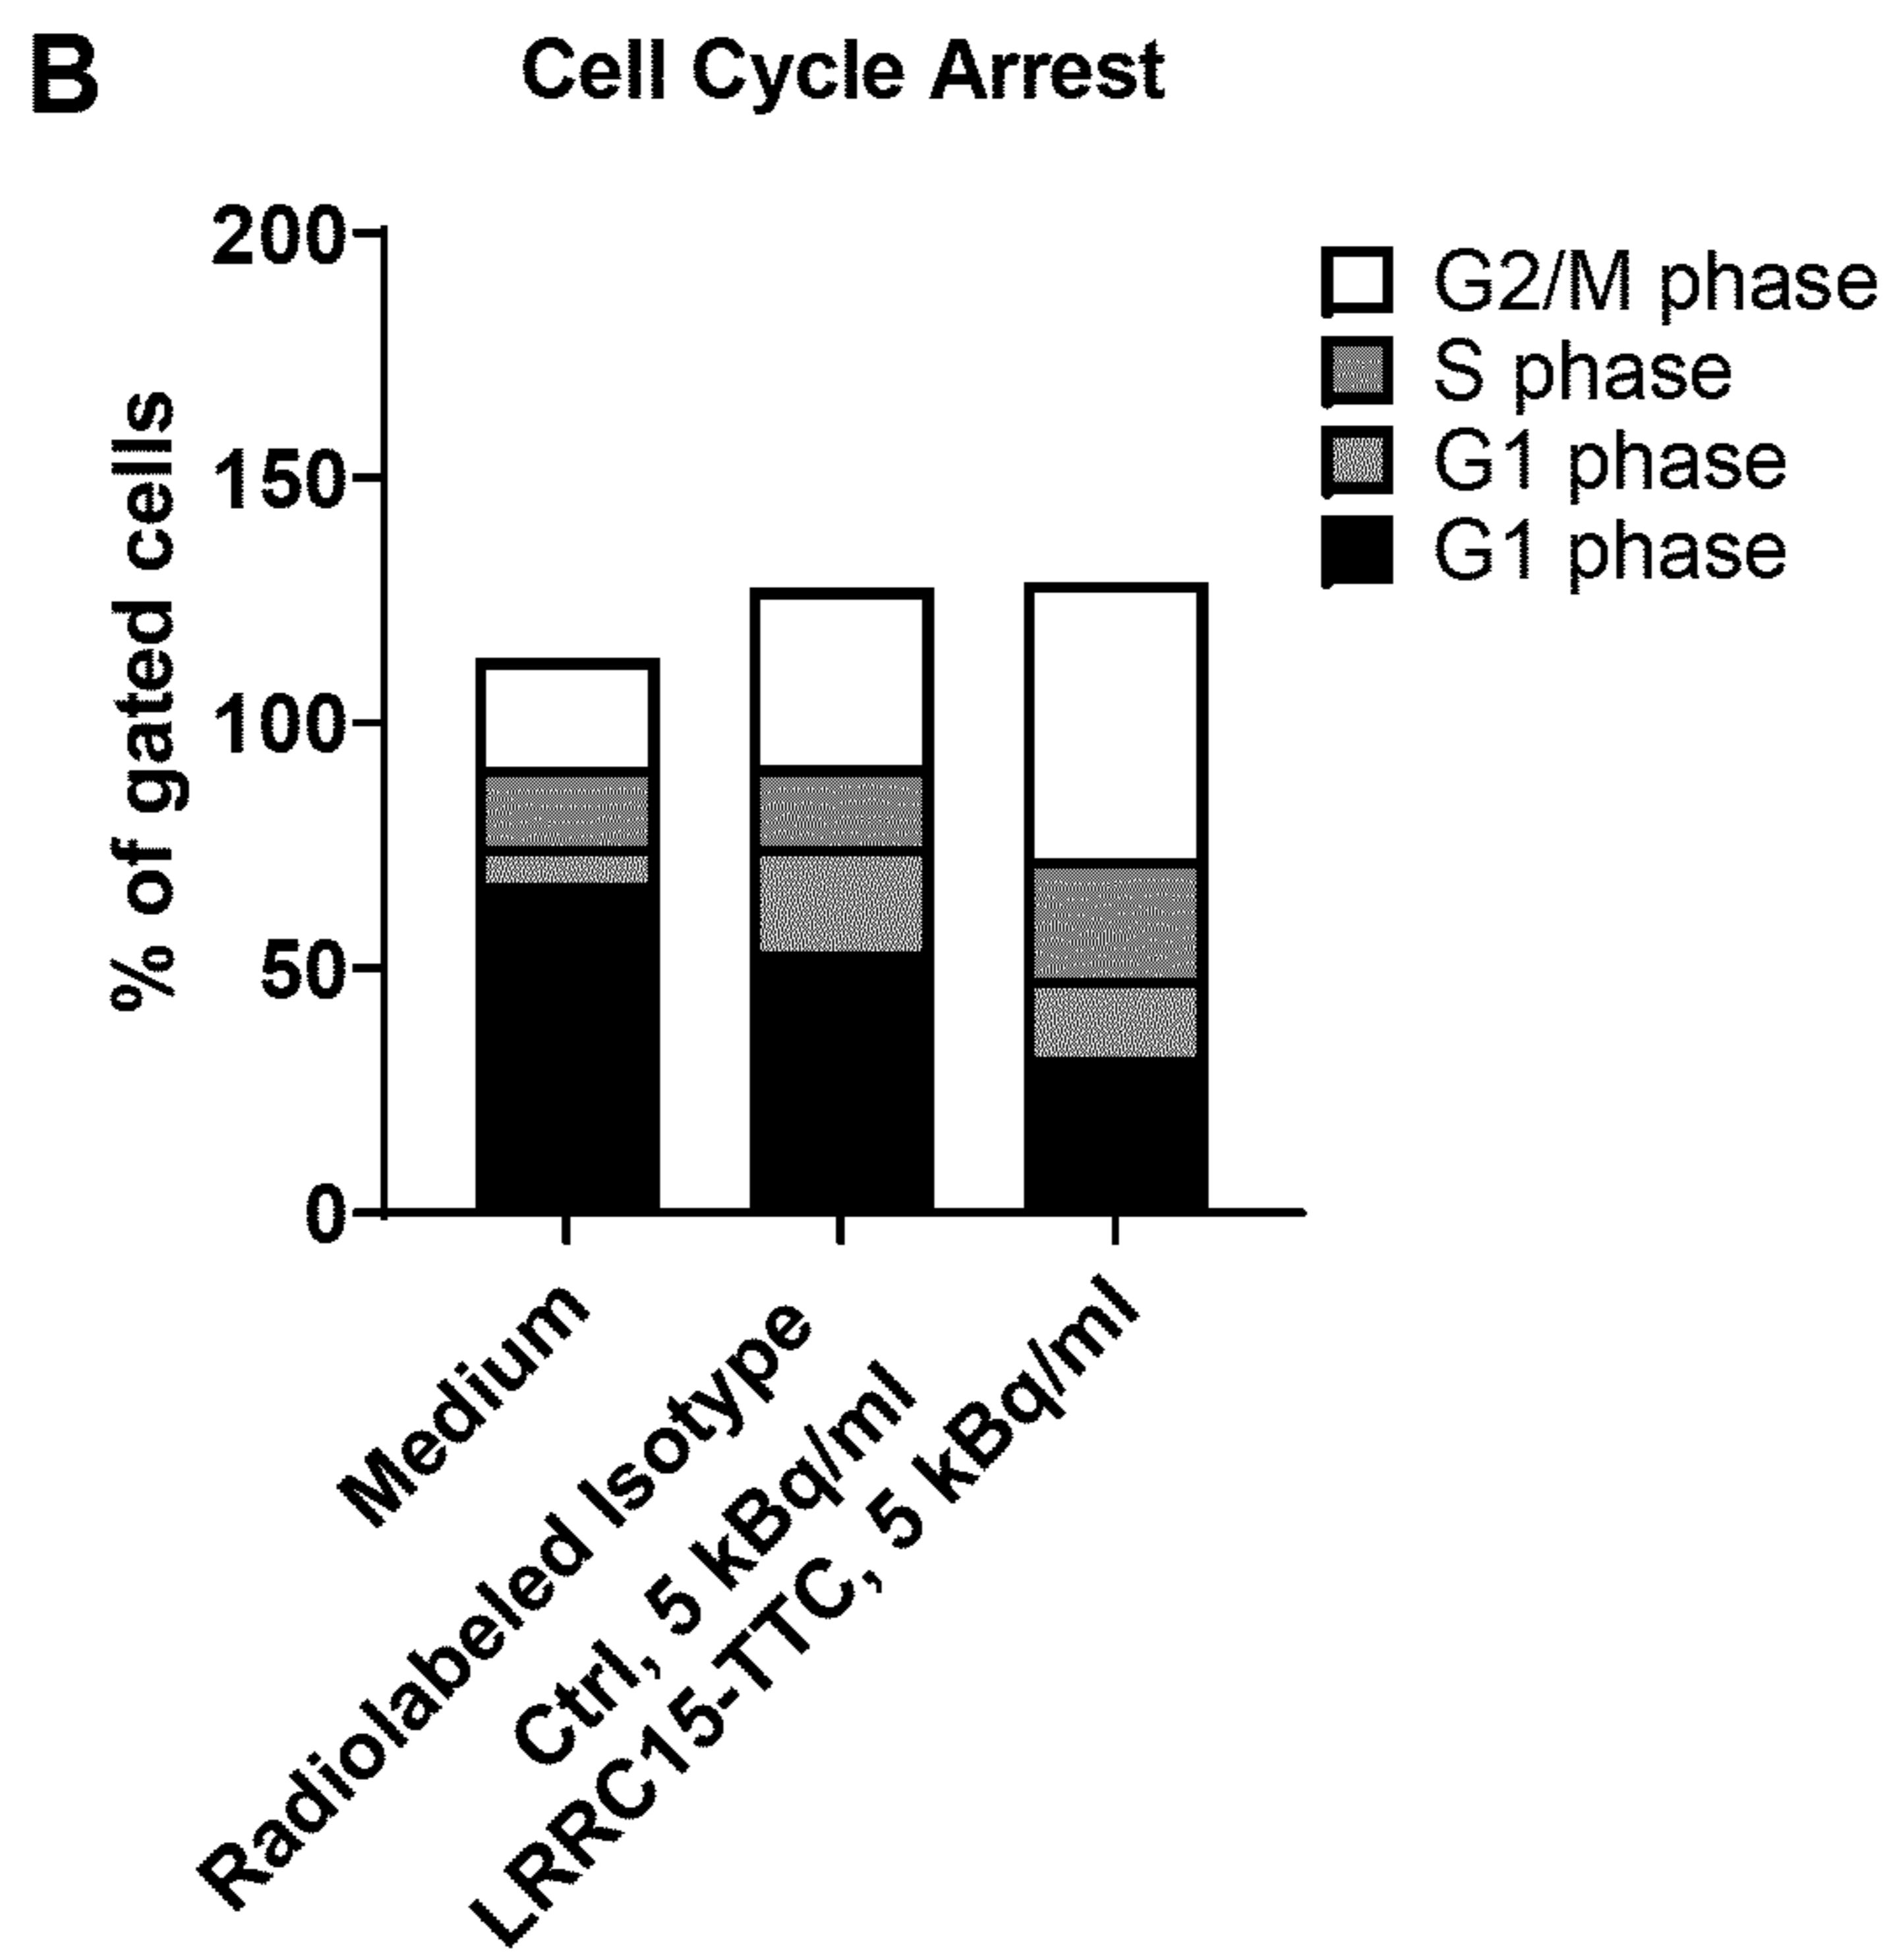 B
Cell Cycle Arrest
% of gated cells
200
150
100
50
0
G2/M phase
S phase
G1 phase
G1 phase
Medium
Radiolabeled Isotype
Ctrl, 5 kBq/ml
LRRC15-TTC, 5 kBq/ml